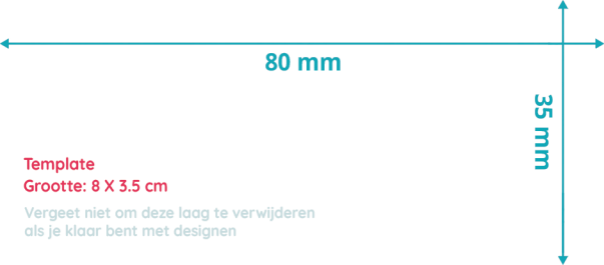 80 mm
35 mm
Template
Grootte: 8 X 3.5 cm
Vergeet niet om deze laag te verwijderen
als je klaar bent met designen